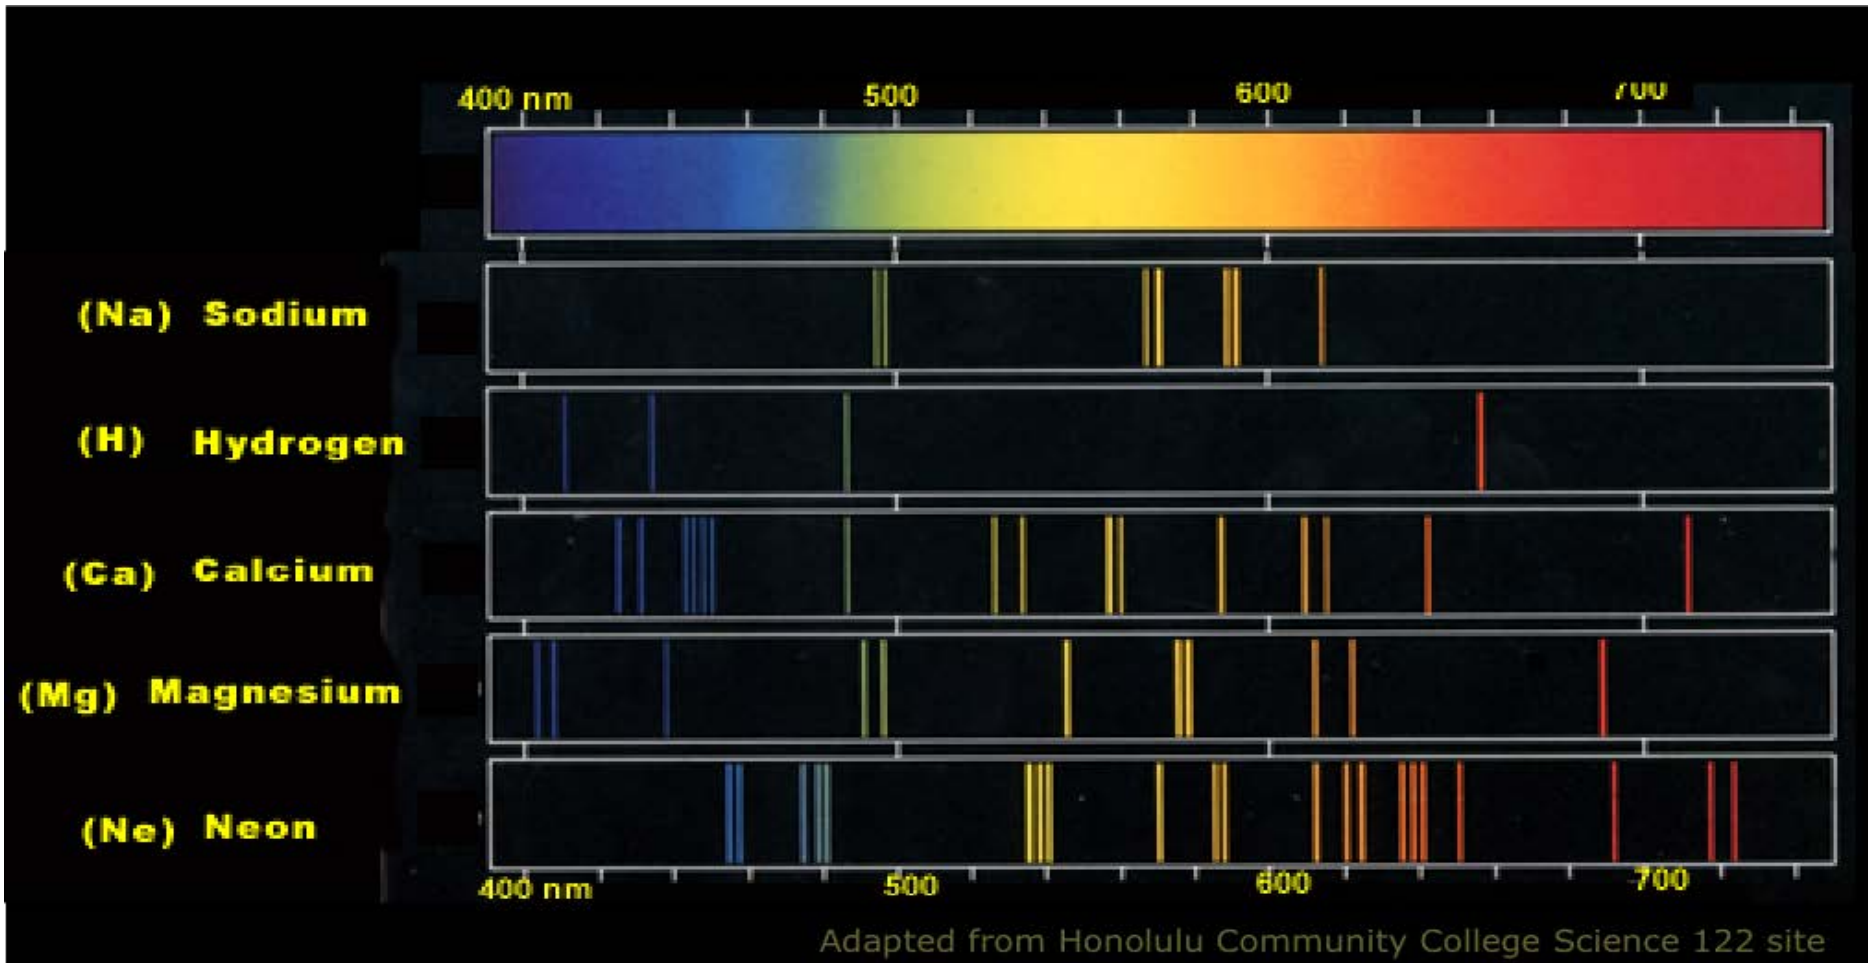 400 nm 500 600 700
(Na) Sodium
(H) Hydrogen
(Ca) Calcium
(Mg) Magnesium
(Ne) Neon
400 nm 500 600 700
Adapted from Honolulu Community College Science 122 site